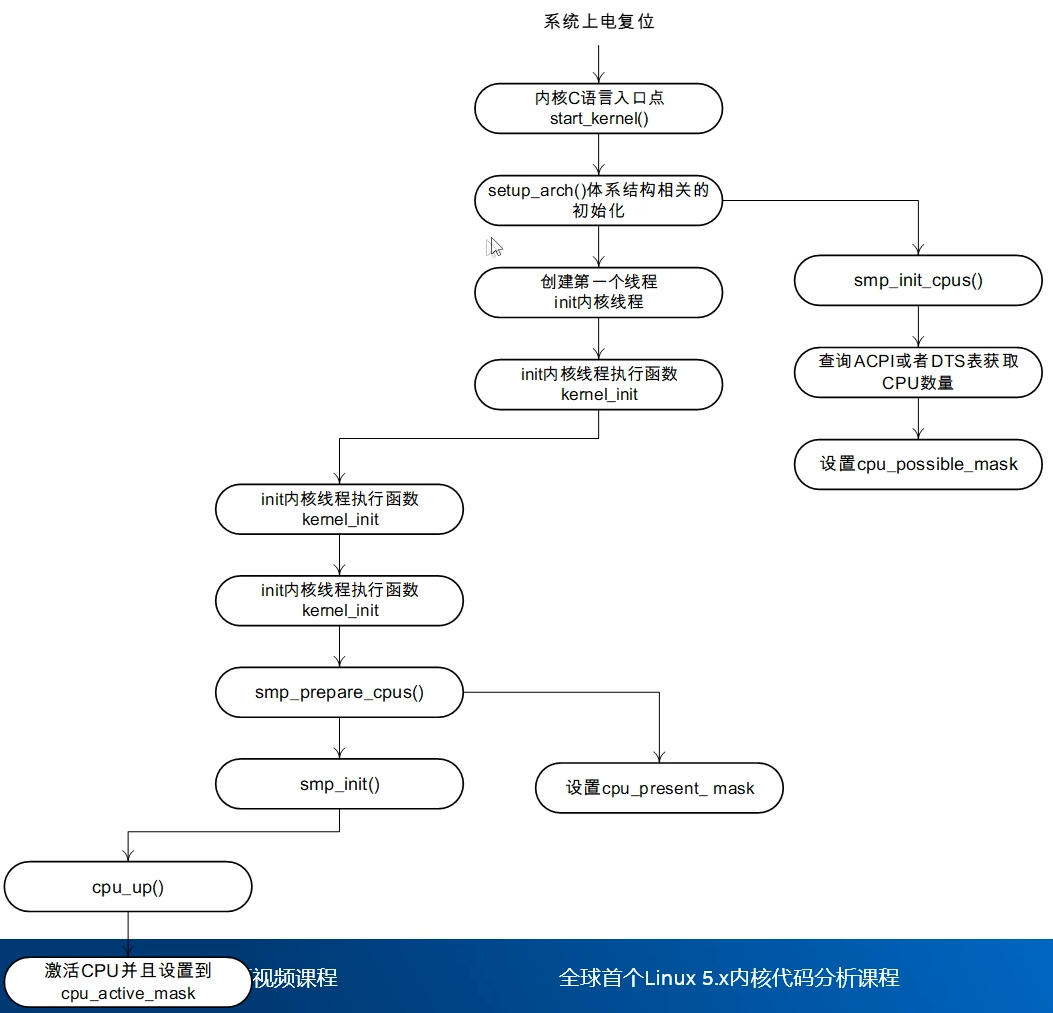 系统上电复位
内核C语言入口点
start_kernel()
setup_arch()体系结构相关的
初始化
创建第一个线程
init内核线程
init内核线程执行函数
kernel_init
smp_init_cpus()
查询ACPI或者DTS表获取
CPU数量
设置cpu_possible_mask
init内核线程执行函数
kernel_init
init内核线程执行函数
kernel_init
smp_prepare_cpus()
smp_init()
设置cpu_present_ mask
cpu_up()
激活CPU并且设置到
cpu_active_mask
视频课程
全球首个Linux 5.x内核代码分析课程